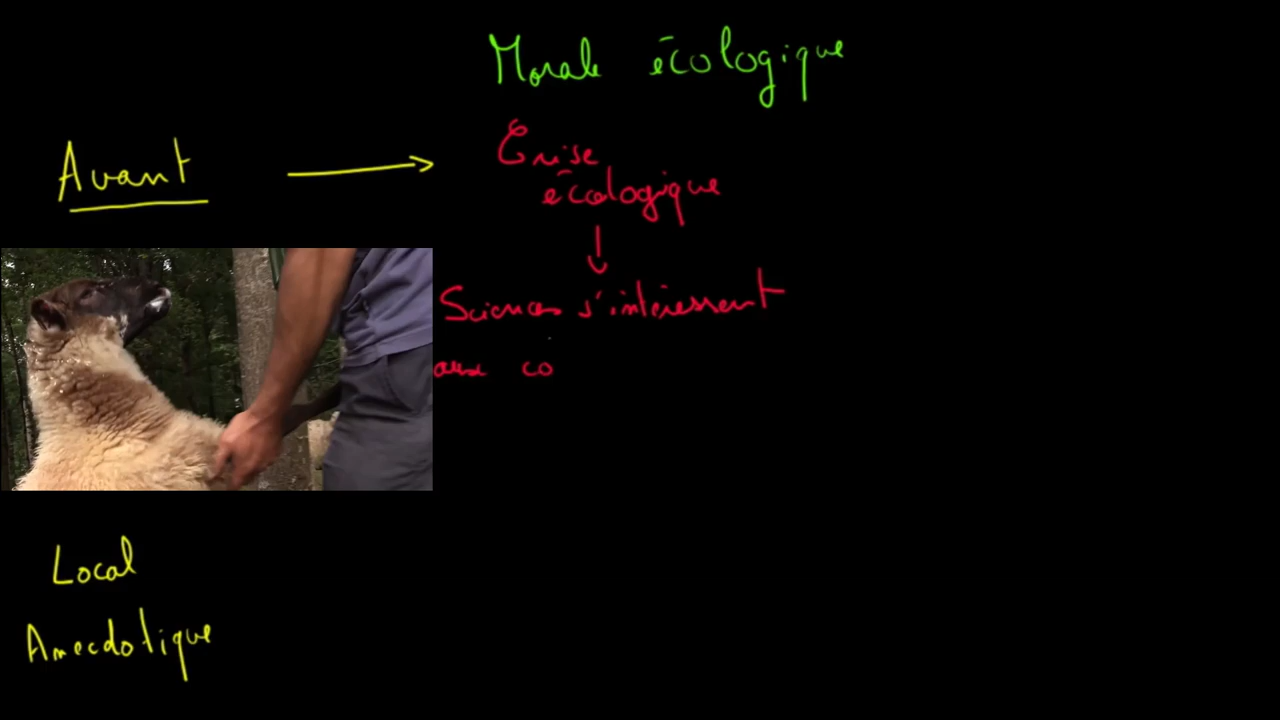 Morale écologique
Avant
Crise
écologique
Sciences s'intéressent
aux co
Local
Anecdotique